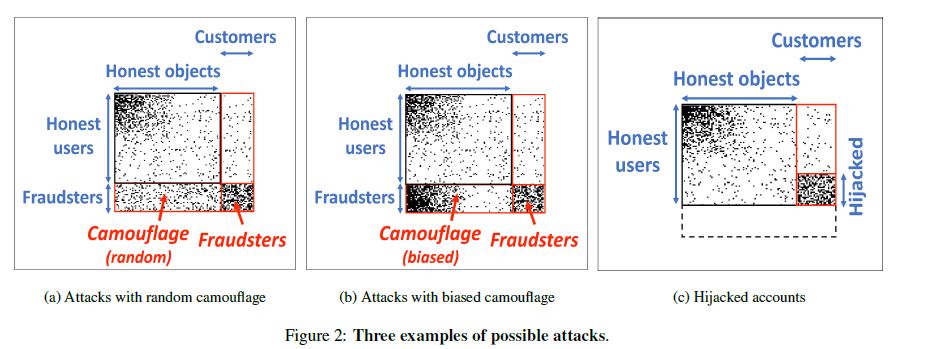 Customers
Honest objects
Honest
users
Fraudsters
Camouflage
(random)
Fraudsters
(a) Attacks with random camouflage
Customers
Honest objects
Honest
users
Fraudsters
Camouflage
(biased)
Fraudsters
(b) Attacks with biased camouflage
Customers
Honest objects
Honest
users
Hijacked
(c) Hijacked accounts
Figure 2: Three examples of possible attacks.